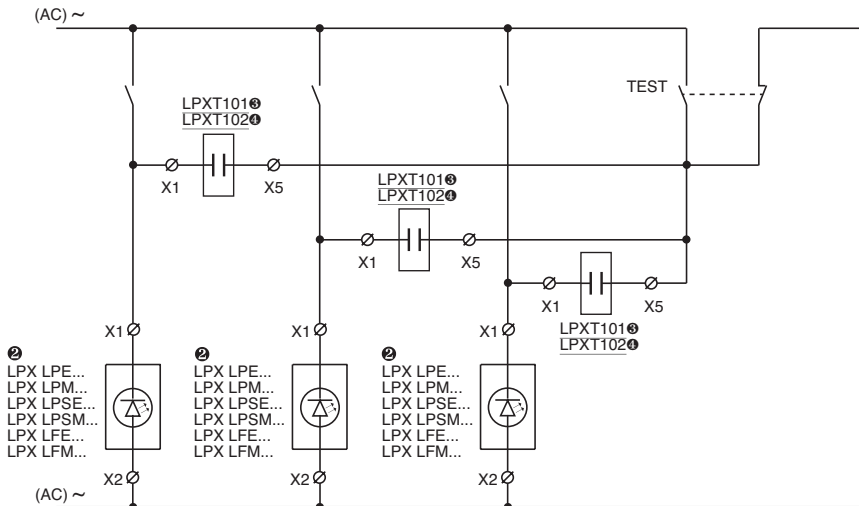 (AC) ~
TEST
LPXT101❸
LPXT102❹
X1
X5
LPXT101❸
LPXT102❹
X1
X5
X1
X5
LPXT101❸
LPXT102❹
X1
X1
X1
❷
LPX LPE...
LPX LPM...
LPX LPSE...
LPX LPSM...
LPX LFE...
LPX LFM...
❷
LPX LPE...
LPX LPM...
LPX LPSE...
LPX LPSM...
LPX LFE...
LPX LFM...
❷
LPX LPE...
LPX LPM...
LPX LPSE...
LPX LPSM...
LPX LFE...
LPX LFM...
X2
X2
X2
(AC) ~